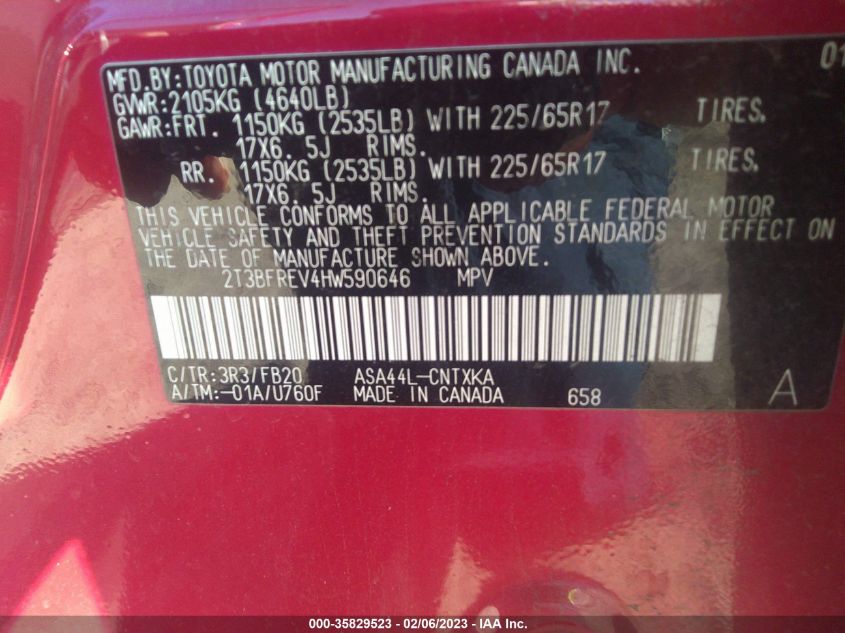 MFD.BY:TOYOTA MOTOR MANUFACTURING CANADA INC. 01
GVWR:2105KG (4640LB)
GAWR:FRT. 1150KG (2535LB) WITH 225/65R17 TIRES.
17X6. 5J RIMS.
RR. 1150KG (2535LB) WITH 225/65R17 TIRES.
17X6. 5J RIMS.
THIS VEHICLE CONFORMS TO ALL APPLICABLE FEDERAL MOTOR
VEHICLE SAFETY AND THEFT PREVENTION STANDARDS IN EFFECT ON
THE DATE OF MANUFACTURE SHOWN ABOVE.
2T3BFREV4HW590646 MPV
C/TR:3R3/FB20 ASA44L-CNTXKA
A/TM:-01A/U760F MADE IN CANADA 658 A
000-35829523 - 02/06/2023 - IAA Inc.